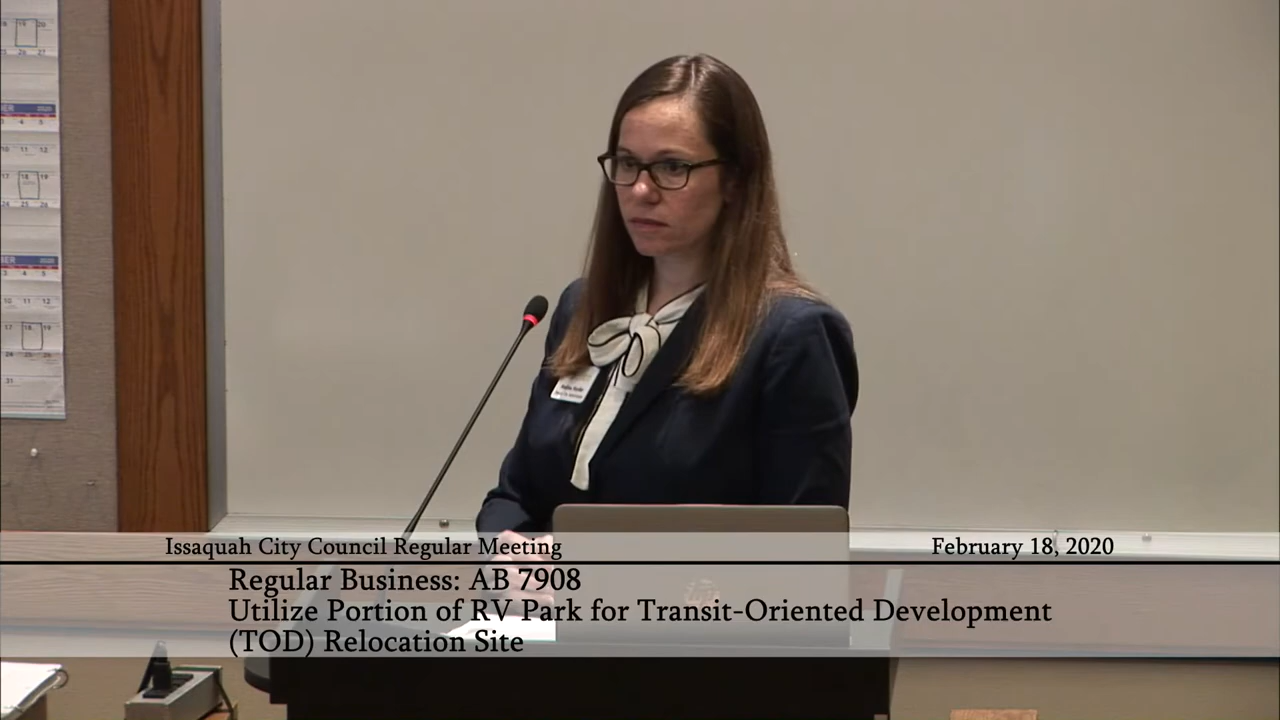 Issaquah City Council Regular Meeting
February 18, 2020
Regular Business: AB 7908
Utilize Portion of RV Park for Transit-Oriented Development
(TOD) Relocation Site